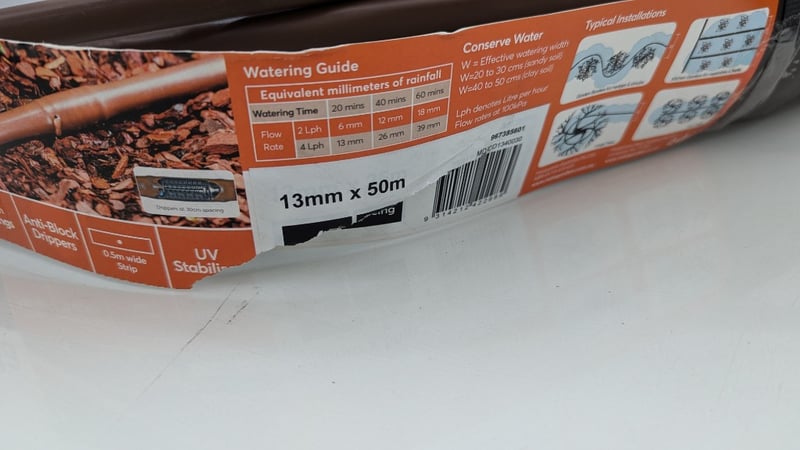 Watering Guide
Equivalent millimeters of rainfall
Watering Time 20 mins 40 mins 60 mins
Flow Rate 2 Lph 6 mm 12 mm 18 mm
4 Lph 13 mm 26 mm 39 mm
Conserve Water
W = Effective watering width
W=20 to 30 cms (sandy soil)
W=40 to 50 cms (clay soil)
Lph denotes Litre per hour
Flow rates at 100kPa
Typical Installations
13mm x 50m
967385601
Drippers at 30cm spacing
Anti-Block
Drippers
0.5m wide
Strip
UV